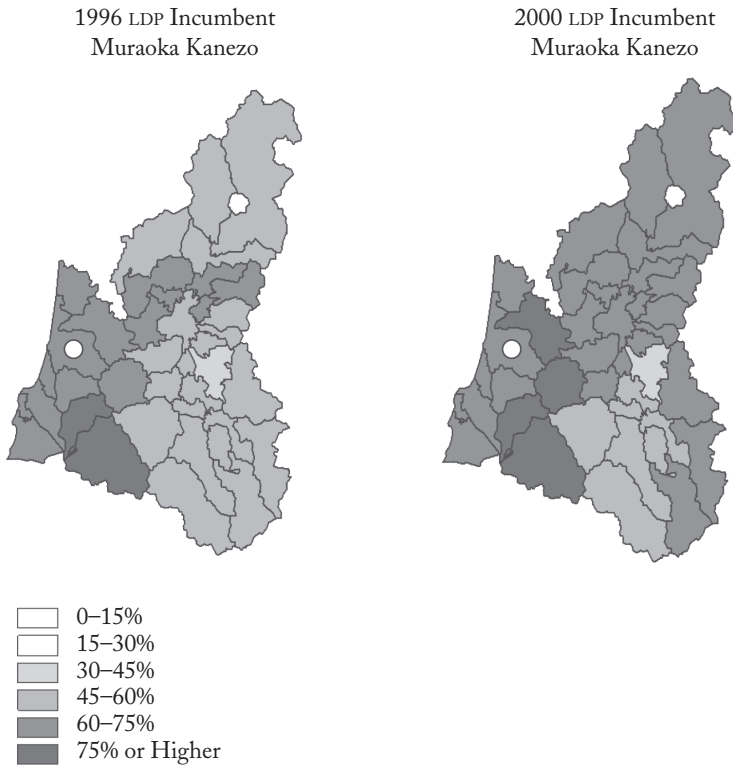 1996 LDP Incumbent
Muraoka Kanezo
2000 LDP Incumbent
Muraoka Kanezo
0–15%
15–30%
30–45%
45–60%
60–75%
75% or Higher